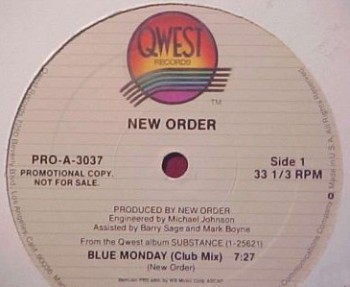 QWEST
RECORDS
TM
NEW ORDER
PRO-A-3037
PROMOTIONAL COPY.
NOT FOR SALE.
Side 1
33 1/3 RPM
PRODUCED BY NEW ORDER
Engineered by Michael Johnson
Assisted by Barry Sage and Mark Boyne
From the Qwest album SUBSTANCE (1-25621)
BLUE MONDAY (Club Mix) 7:27
(New Order)
Made in U.S.A.